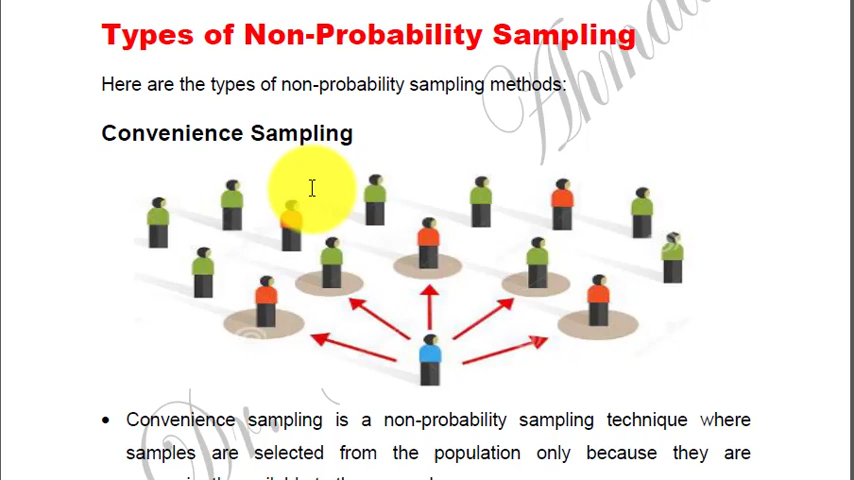 Types of Non-Probability Sampling
Here are the types of non-probability sampling methods:
Convenience Sampling
• Convenience sampling is a non-probability sampling technique where
samples are selected from the population only because they are
Dr.